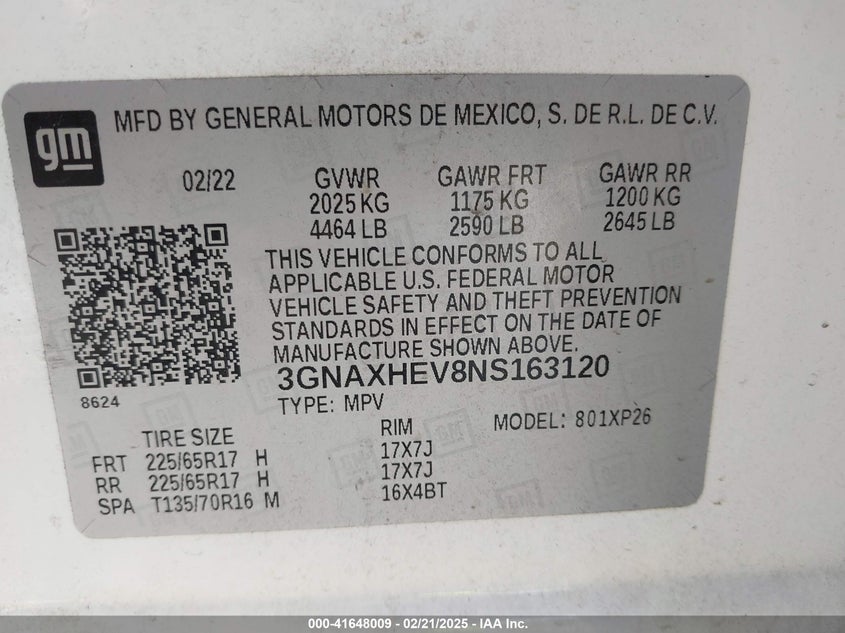 gm MFD BY GENERAL MOTORS DE MEXICO, S. DE R.L. DE C.V.
02/22 GVWR GAWR FRT GAWR RR
2025 KG 1175 KG 1200 KG
4464 LB 2590 LB 2645 LB
THIS VEHICLE CONFORMS TO ALL
APPLICABLE U.S. FEDERAL MOTOR
VEHICLE SAFETY AND THEFT PREVENTION
STANDARDS IN EFFECT ON THE DATE OF
MANUFACTURE SHOWN ABOVE.
3GNAXHEV8NS163120
8624
TYPE: MPV
MODEL: 801XP26
TIRE SIZE RIM
FRT 225/65R17 H 17X7J
RR 225/65R17 H 17X7J
SPA T135/70R16 M 16X4BT
000-41648009 / 02/21/2025 - IAA Inc.